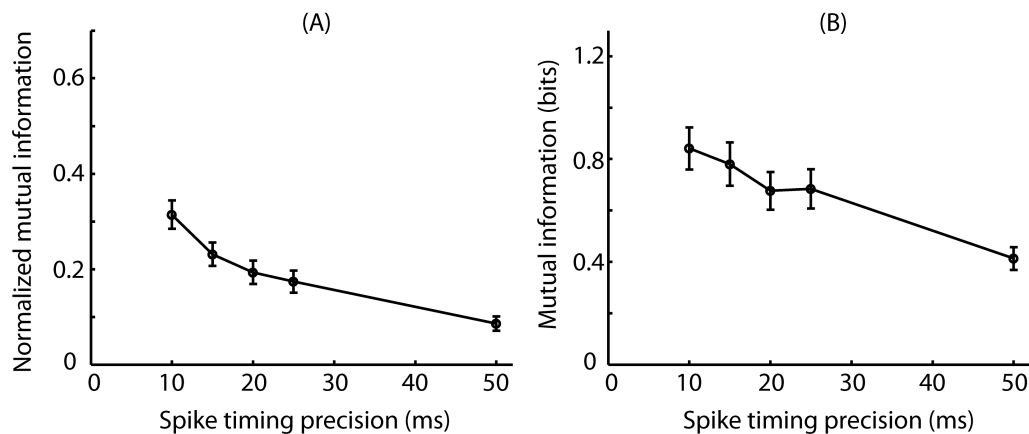 (A)
Normalized mutual information
0.6
0.4
0.2
0
0 10 20 30 40 50
Spike timing precision (ms)
(B)
Mutual information (bits)
1.2
0.8
0.4
0
0 10 20 30 40 50
Spike timing precision (ms)